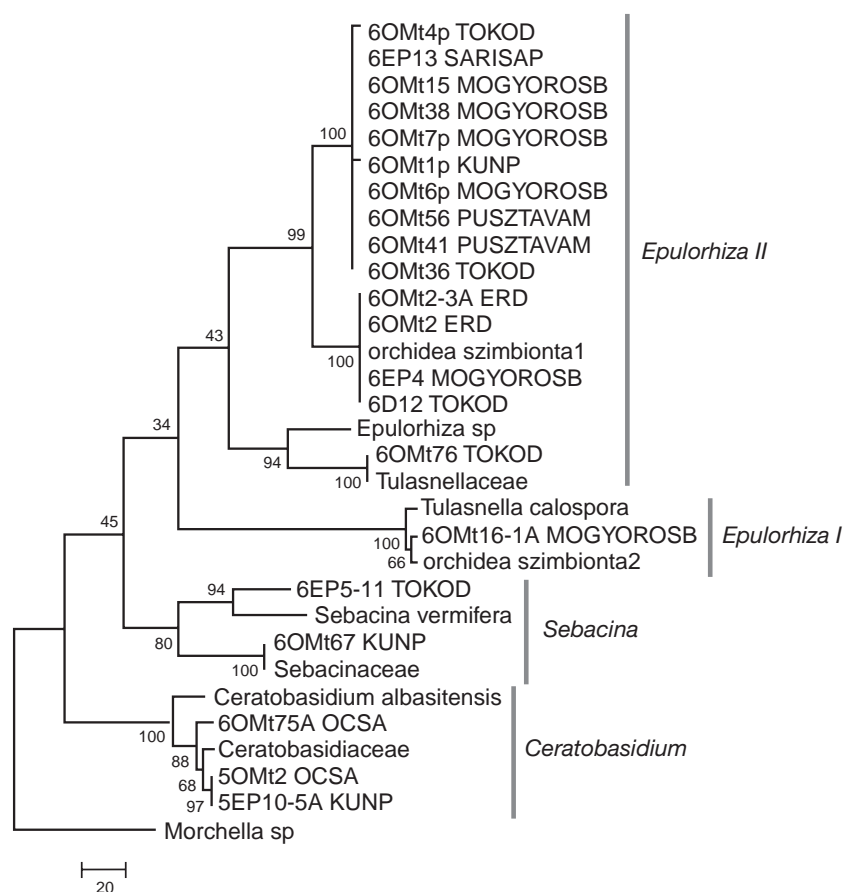 6OMt4p TOKOD
6EP13 SARISAP
6OMt15 MOGYOROSB
6OMt38 MOGYOROSB
100
6OMt7p MOGYOROSB
6OMt1p KUNP
6OMt6p MOGYOROSB
6OMt56 PUSZTAVAM
99
6OMt41 PUSZTAVAM
Epulorhiza II
6OMt36 TOKOD
6OMt2-3A ERD
6OMt2 ERD
43
orchidea szimbionta1
100
6EP4 MOGYOROSB
6D12 TOKOD
34
Epulorhiza sp
94
6OMt76 TOKOD
100
Tulasnellaceae
Tulasnella calospora
45
6OMt16-1A MOGYOROSB
Epulorhiza I
100
66
orchidea szimbionta2
94
6EP5-11 TOKOD
Sebacina vermifera
Sebacina
80
6OMt67 KUNP
100
Sebacinaceae
Ceratobasidium albasitensis
100
6OMt75A OCSA
88
Ceratobasidiaceae
Ceratobasidium
68
5OMt2 OCSA
97
5EP10-5A KUNP
Morchella sp
20